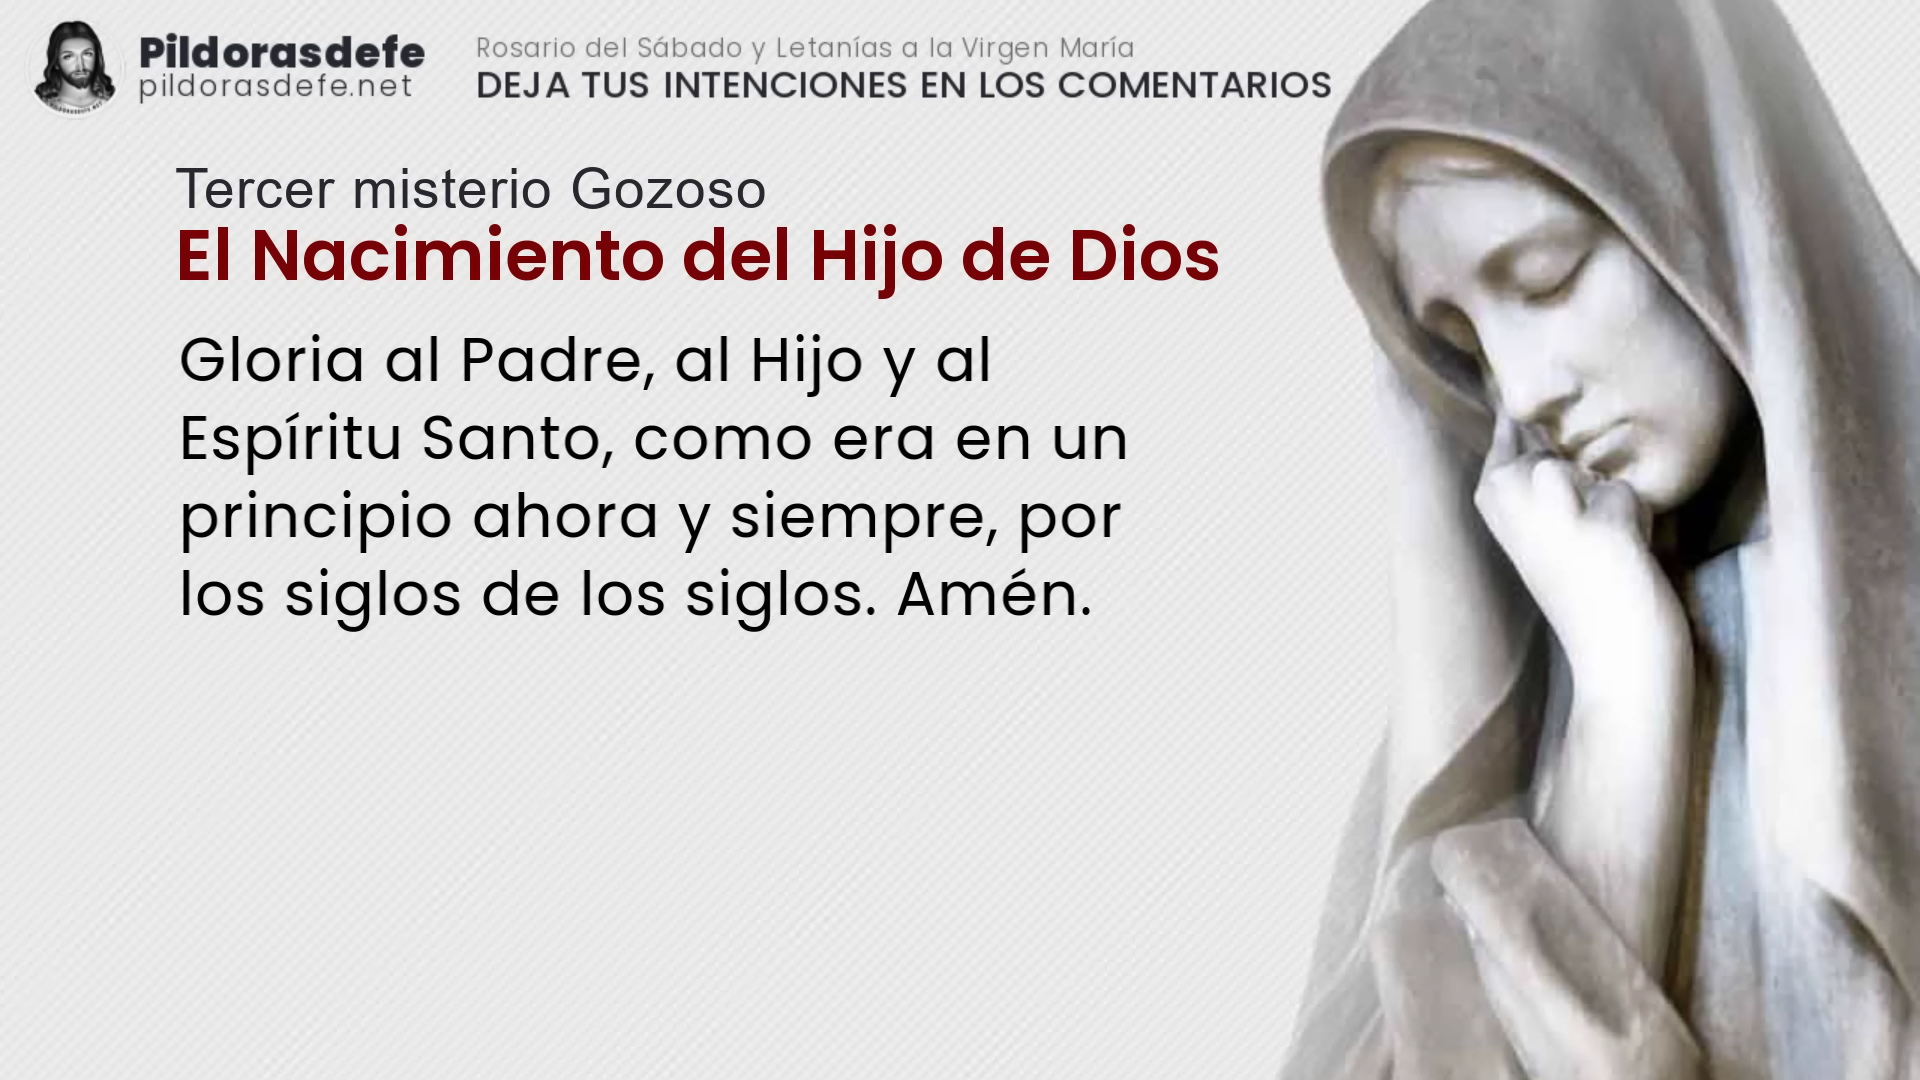 Pildorasdefe
pildorasdefe.net
Rosario del Sábado y Letanías a la Virgen María
DEJA TUS INTENCIONES EN LOS COMENTARIOS
Tercer misterio Gozoso
El Nacimiento del Hijo de Dios
Gloria al Padre, al Hijo y al
Espíritu Santo, como era en un
principio ahora y siempre, por
los siglos de los siglos. Amén.